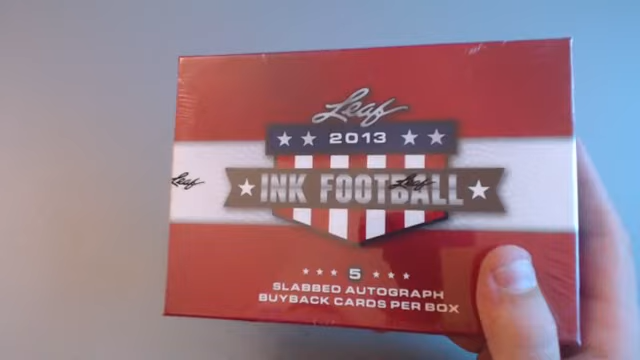 Leaf
2013
Leaf
INK FOOTBALL
Leaf
5
SLABBED AUTOGRAPH
BUYBACK CARDS PER BOX